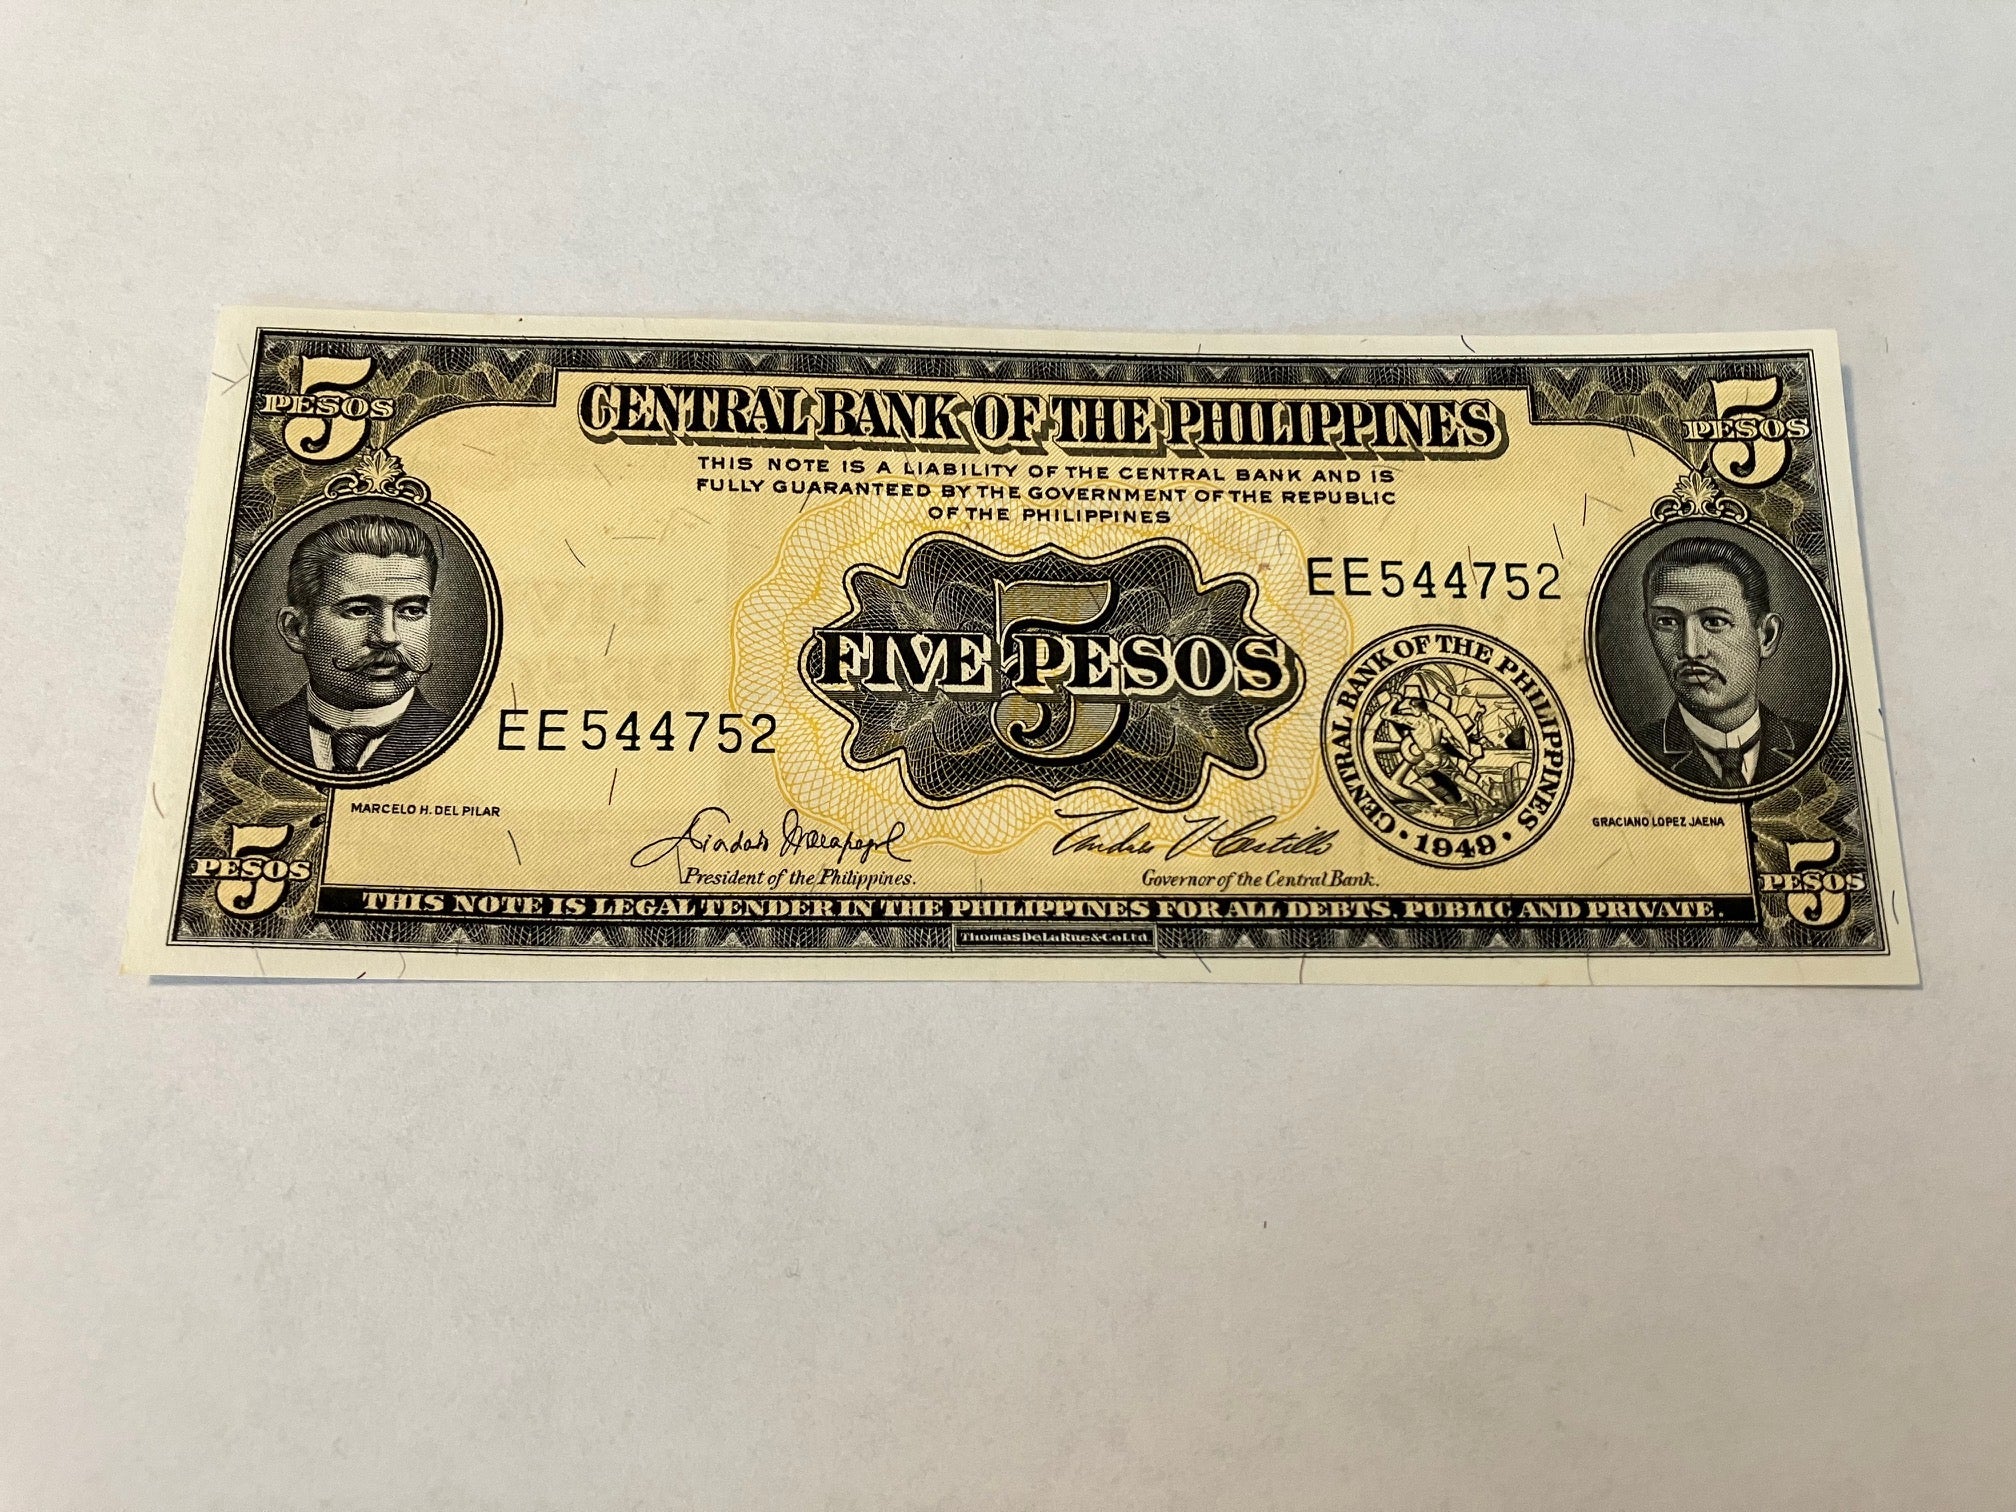 5
PESOS
5
PESOS
CENTRAL BANK OF THE PHILIPPINES
THIS NOTE IS A LIABILITY OF THE CENTRAL BANK AND IS
FULLY GUARANTEED BY THE GOVERNMENT OF THE REPUBLIC
OF THE PHILIPPINES
EE544752
5
FIVE PESOS
EE544752
CENTRAL BANK OF THE PHILIPPINES
• 1949 •
MARCELO H. DEL PILAR
GRACIANO LOPEZ JAENA
Diosdado Macapagal
Andres V Castillo
President of the Philippines.
Governor of the Central Bank.
5
PESOS
5
PESOS
THIS NOTE IS LEGAL TENDER IN THE PHILIPPINES FOR ALL DEBTS, PUBLIC AND PRIVATE.
Thomas De La Rue & Co Ltd